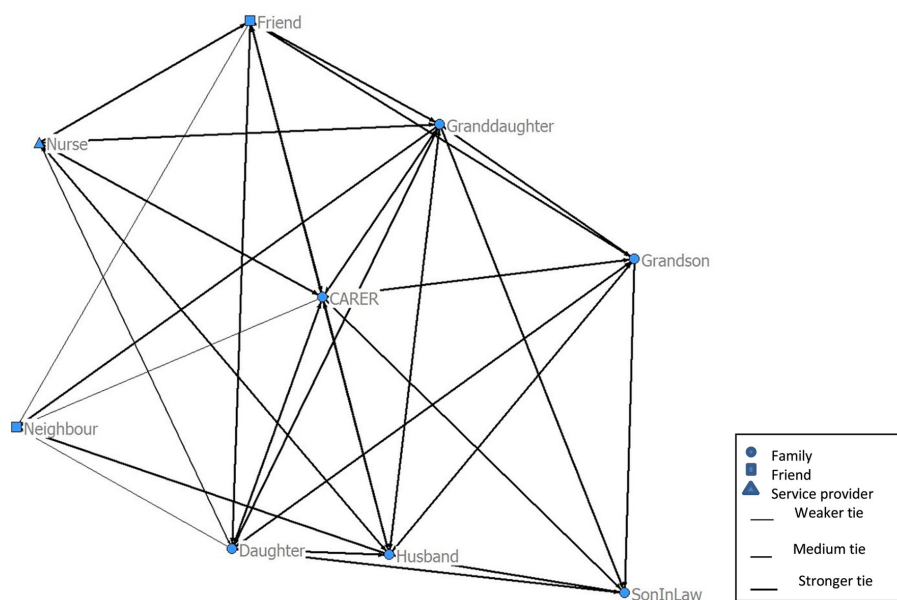 Friend
Granddaughter
Nurse
Grandson
CARER
Neighbour
Daughter
Husband
SonInLaw
Family
Friend
Service provider
Weaker tie
Medium tie
Stronger tie